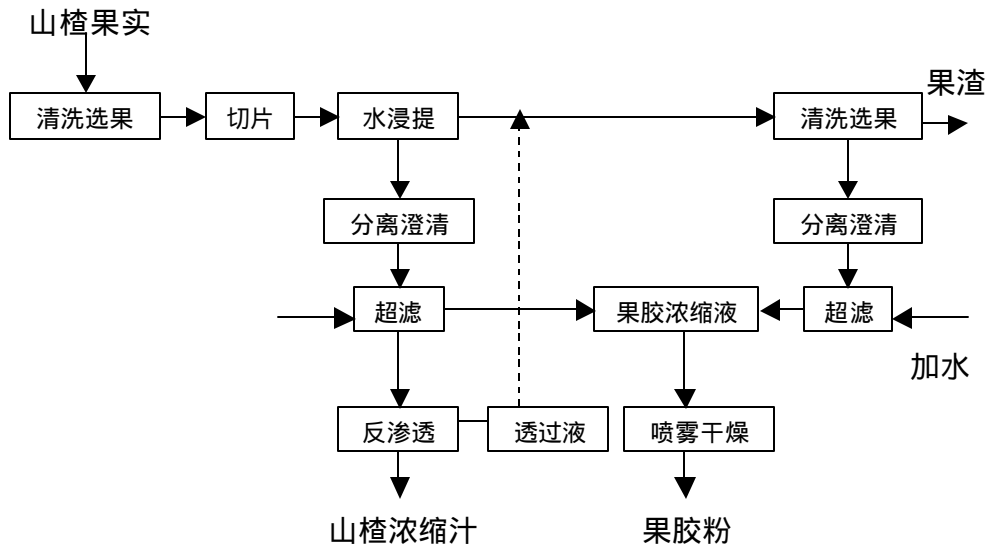 山楂果实
果渣
清洗选果
切片
水浸提
清洗选果
分离澄清
分离澄清
超滤
果胶浓缩液
超滤
加水
反渗透
透过液
喷雾干燥
山楂浓缩汁
果胶粉